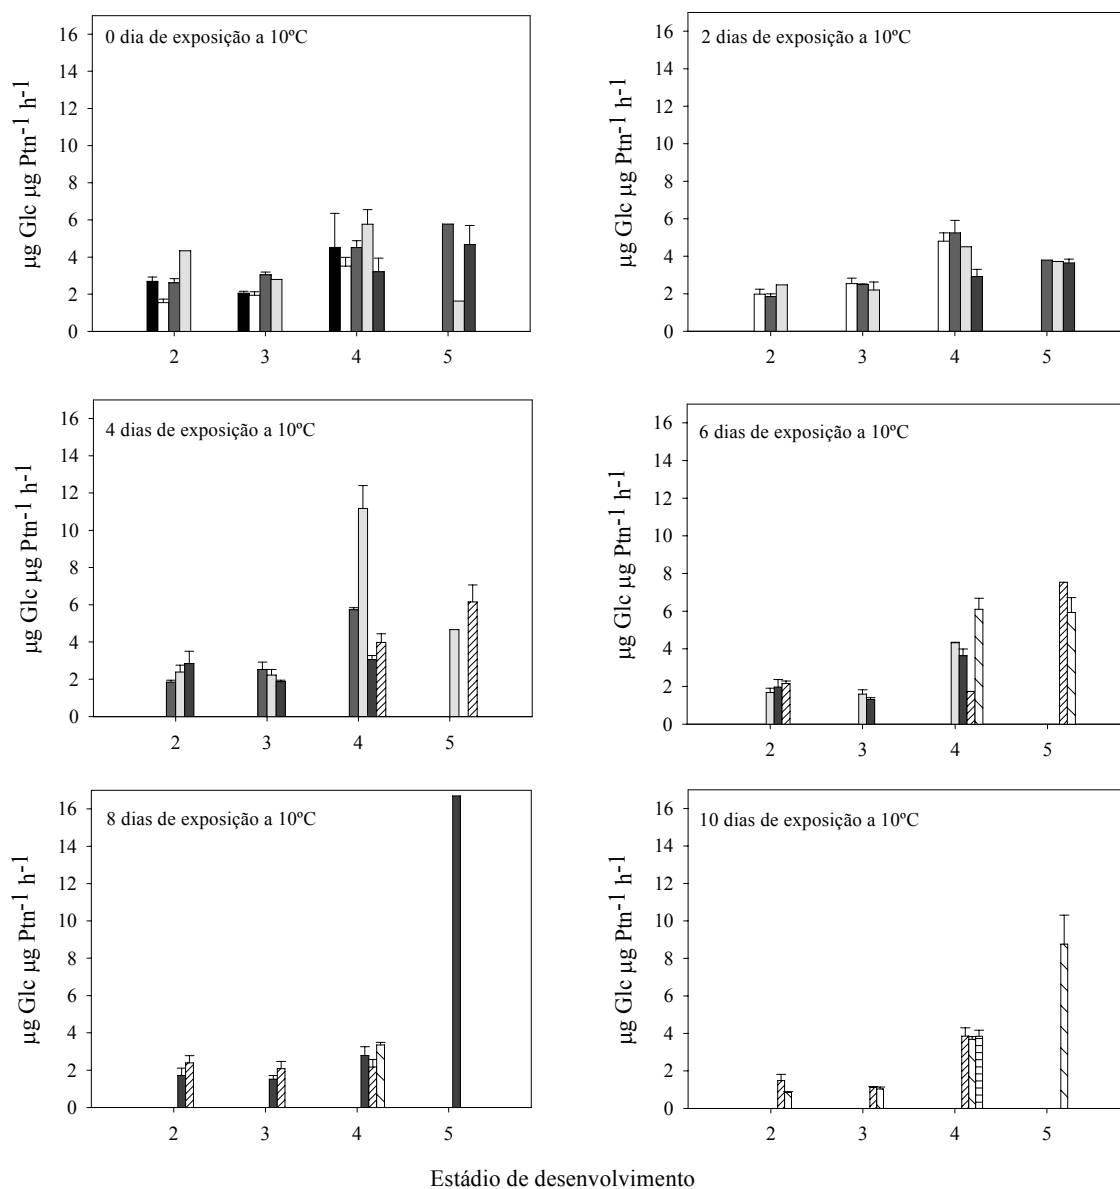 0 dia de exposição a 10ºC
16
14
12
10
8
6
4
2
0
µg Glc µg Ptn-1 h-1
2 3 4 5
2 dias de exposição a 10ºC
16
14
12
10
8
6
4
2
0
µg Glc µg Ptn-1 h-1
2 3 4 5
4 dias de exposição a 10ºC
16
14
12
10
8
6
4
2
0
µg Glc µg Ptn-1 h-1
2 3 4 5
6 dias de exposição a 10ºC
16
14
12
10
8
6
4
2
0
µg Glc µg Ptn-1 h-1
2 3 4 5
8 dias de exposição a 10ºC
16
14
12
10
8
6
4
2
0
µg Glc µg Ptn-1 h-1
2 3 4 5
10 dias de exposição a 10ºC
16
14
12
10
8
6
4
2
0
µg Glc µg Ptn-1 h-1
2 3 4 5
Estádio de desenvolvimento